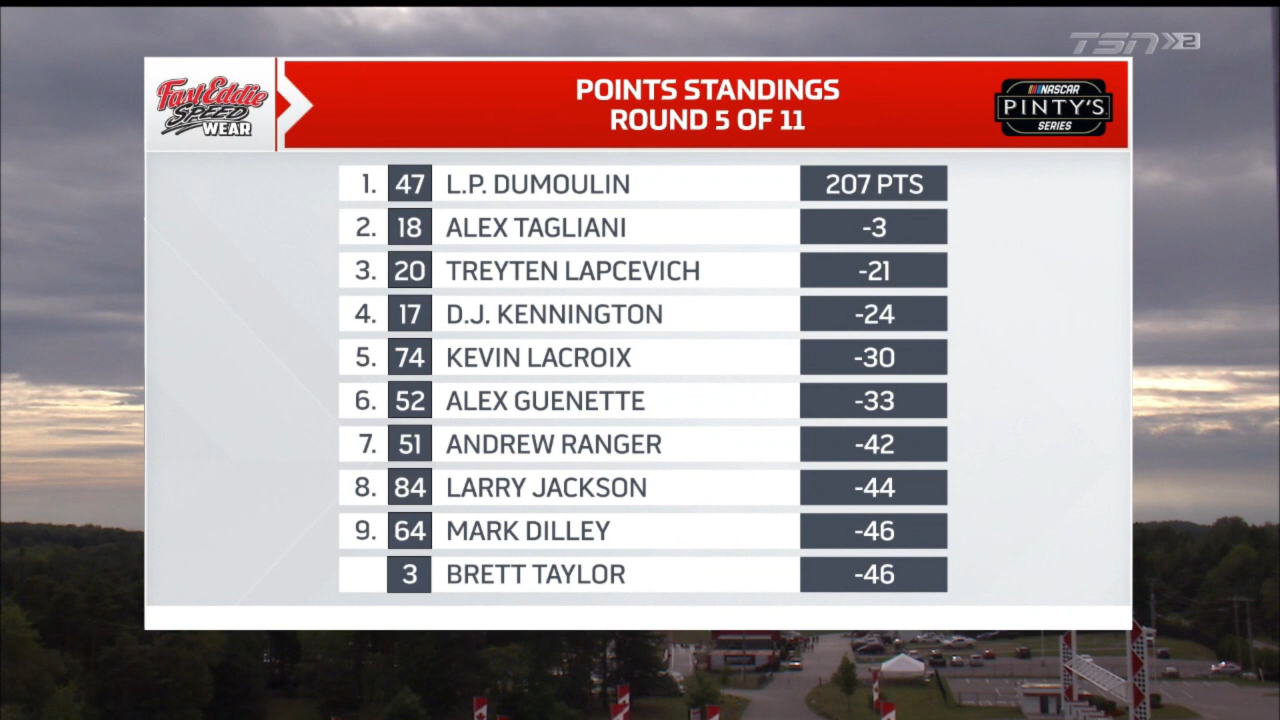 TSN 2
Fast Eddie
SPEED
WEAR
POINTS STANDINGS
ROUND 5 OF 11
NASCAR
PINTY'S
SERIES
1. 47 L.P. DUMOULIN 207 PTS
2. 18 ALEX TAGLIANI -3
3. 20 TREYTEN LAPCEVICH -21
4. 17 D.J. KENNINGTON -24
5. 74 KEVIN LACROIX -30
6. 52 ALEX GUENETTE -33
7. 51 ANDREW RANGER -42
8. 84 LARRY JACKSON -44
9. 64 MARK DILLEY -46
3 BRETT TAYLOR -46